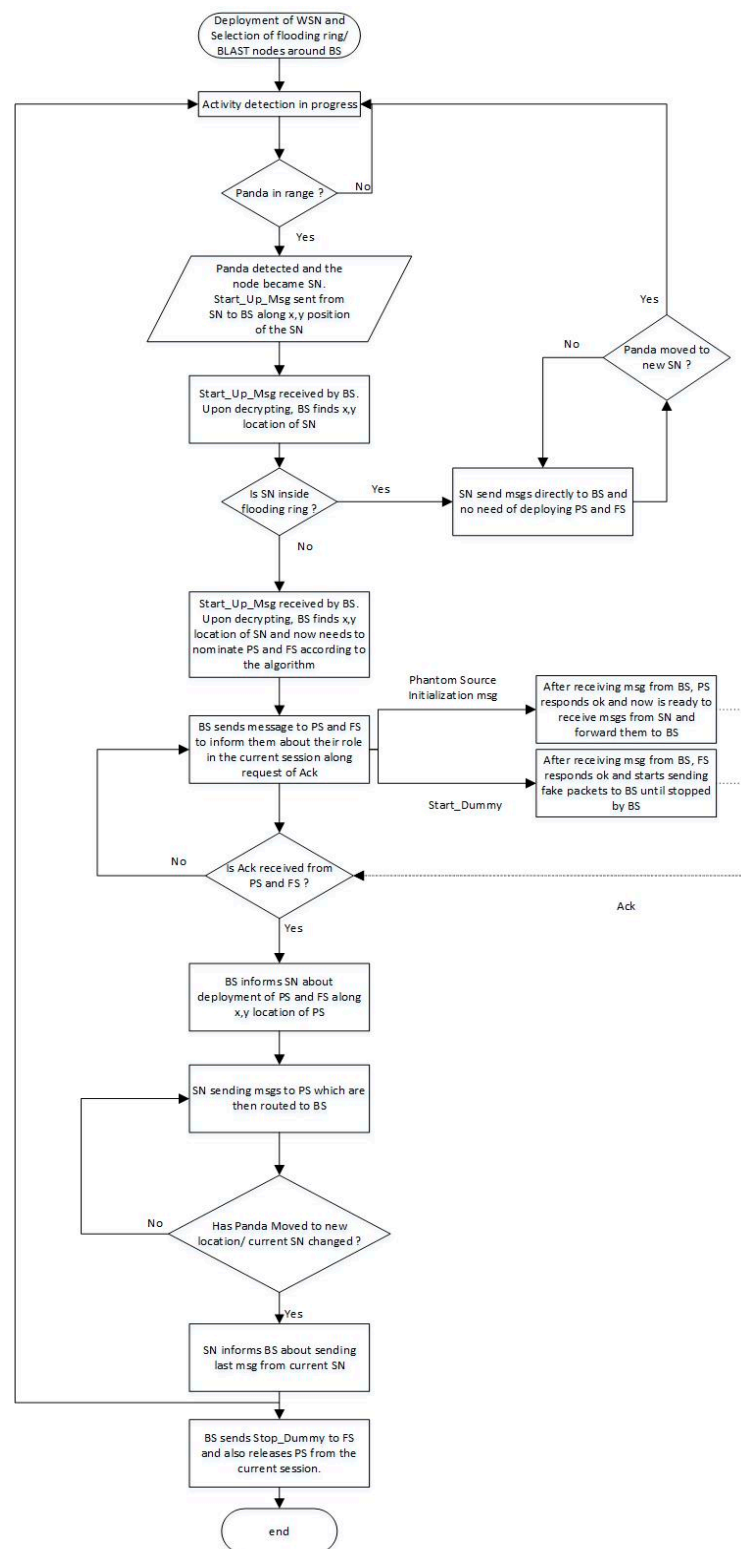 Deployment of WSN and
Selection of flooding ring/
BLAST nodes around BS
Activity detection in progress
Panda in range ?
No
Yes
Panda detected and the
node became SN.
Start_Up_Msg sent from
SN to BS along x,y position
of the SN
Yes
Panda moved to
new SN ?
No
Start_Up_Msg received by BS.
Upon decrypting, BS finds x,y
location of SN
Is SN inside
flooding ring ?
Yes
SN send msgs directly to BS and
no need of deploying PS and FS
No
Start_Up_Msg received by BS.
Upon decrypting, BS finds x,y
location of SN and now needs to
nominate PS and FS according to
the algorithm
Phantom Source
Initialization msg
After receiving msg from BS, PS
responds ok and now is ready to
receive msgs from SN and
forward them to BS
BS sends message to PS and FS
to inform them about their role
in the current session along
request of Ack
Start_Dummy
After receiving msg from BS, FS
responds ok and starts sending
fake packets to BS until stopped
by BS
No
Is Ack received from
PS and FS ?
Ack
Yes
BS informs SN about
deployment of PS and FS along
x,y location of PS
SN sending msgs to PS which are
then routed to BS
No
Has Panda Moved to new
location/ current SN changed ?
Yes
SN informs BS about sending
last msg from current SN
BS sends Stop_Dummy to FS
and also releases PS from the
current session.
end